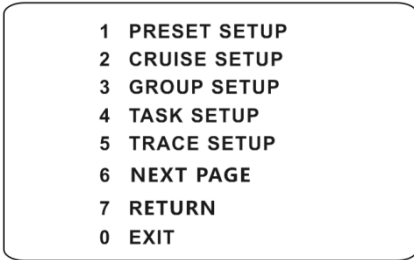 1 PRESET SETUP
2 CRUISE SETUP
3 GROUP SETUP
4 TASK SETUP
5 TRACE SETUP
6 NEXT PAGE
7 RETURN
0 EXIT